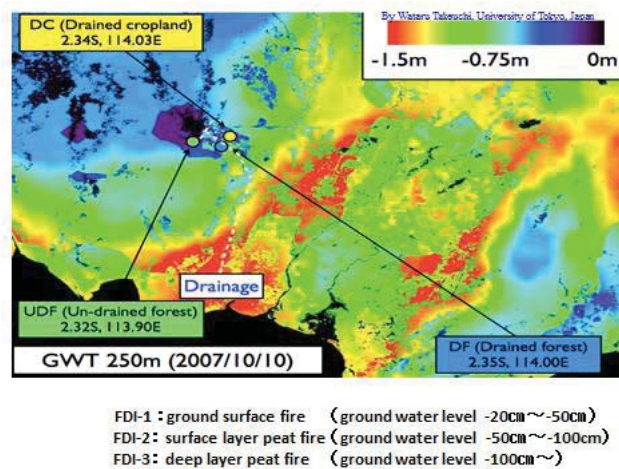 DC (Drained cropland)
2.34S, 114.03E
By Wataru Takeuchi, University of Tokyo, Japan
-1.5m -0.75m 0m
Drainage
UDF (Un-drained forest)
2.32S, 113.90E
DF (Drained forest)
2.35S, 114.00E
GWT 250m (2007/10/10)
FDI-1：ground surface fire （ground water level -20cm～-50cm）
FDI-2：surface layer peat fire（ground water level -50cm～-100cm)
FDI-3：deep layer peat fire （ground water level -100cm～）